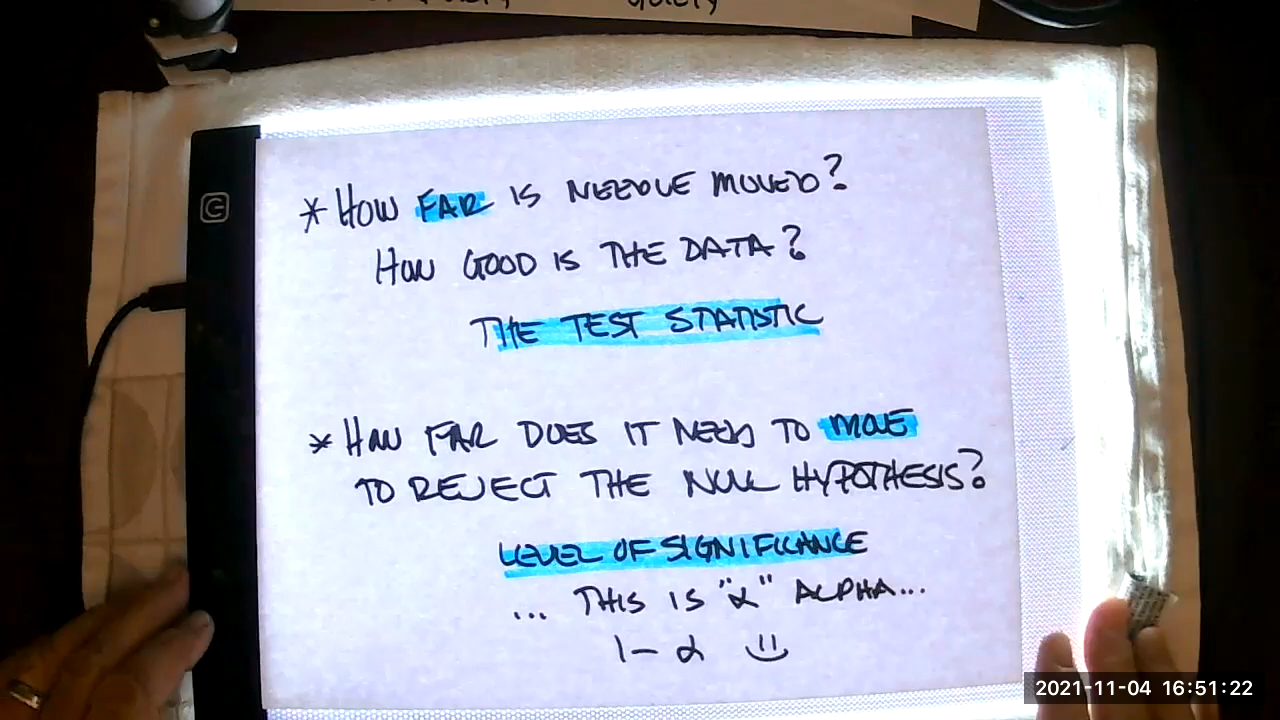 * HOW FAR IS NEEDLE MOVED?
HOW GOOD IS THE DATA?
THE TEST STATISTIC
* HOW FAR DOES IT NEED TO MOVE
TO REJECT THE NULL HYPOTHESIS?
LEVEL OF SIGNIFICANCE
... THIS IS "α" ALPHA...
1-α
2021-11-04 16:51:22